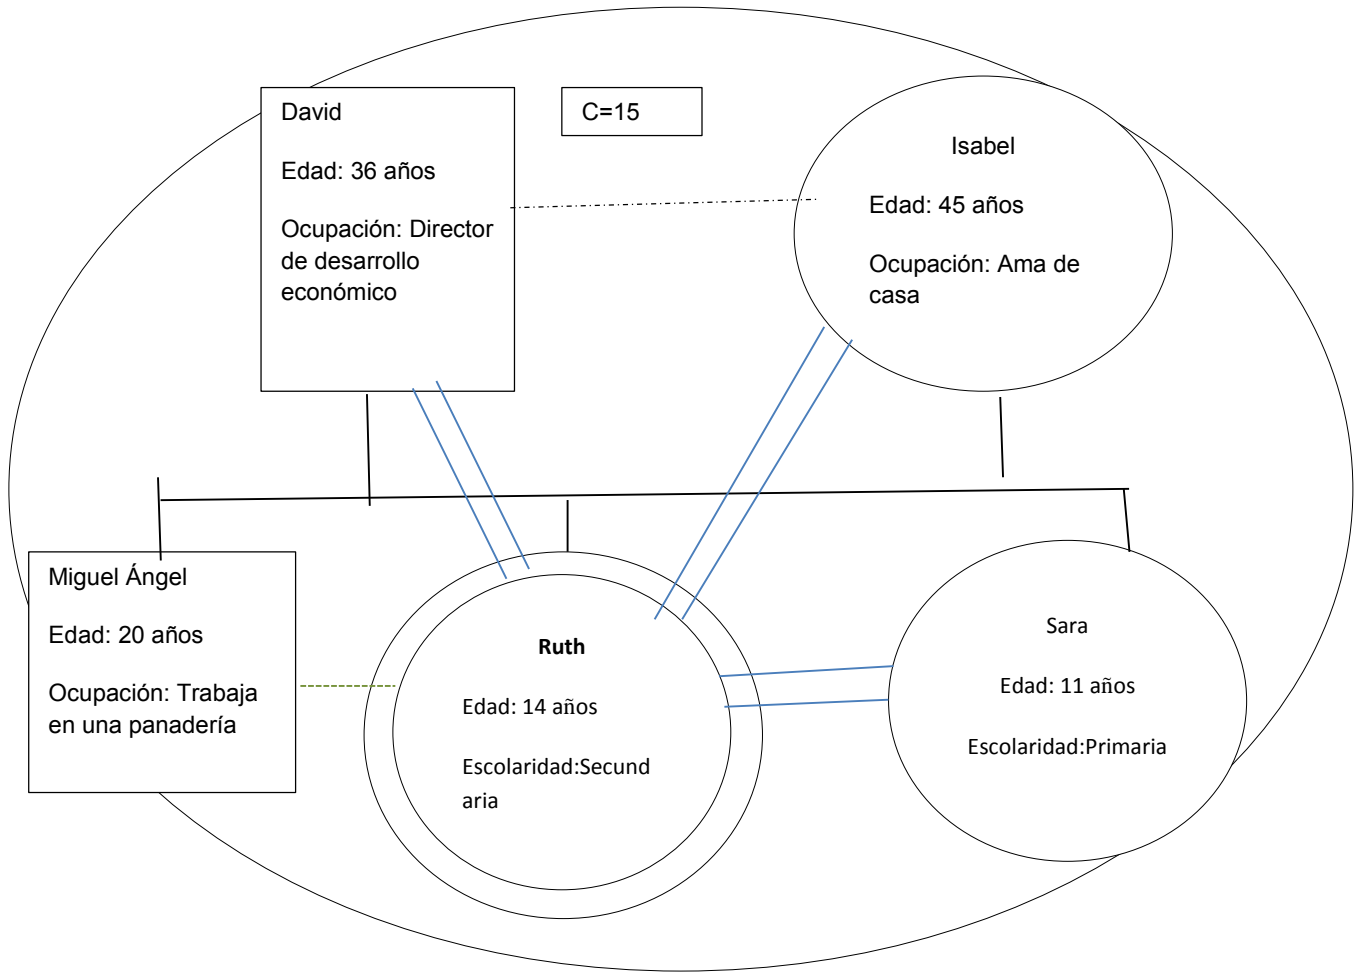 David
Edad: 36 años
Ocupación: Director
de desarrollo
económico
C=15
Isabel
Edad: 45 años
Ocupación: Ama de
casa
Miguel Ángel
Edad: 20 años
Ocupación: Trabaja
en una panadería
Ruth
Edad: 14 años
Escolaridad:Secund
aria
Sara
Edad: 11 años
Escolaridad:Primaria